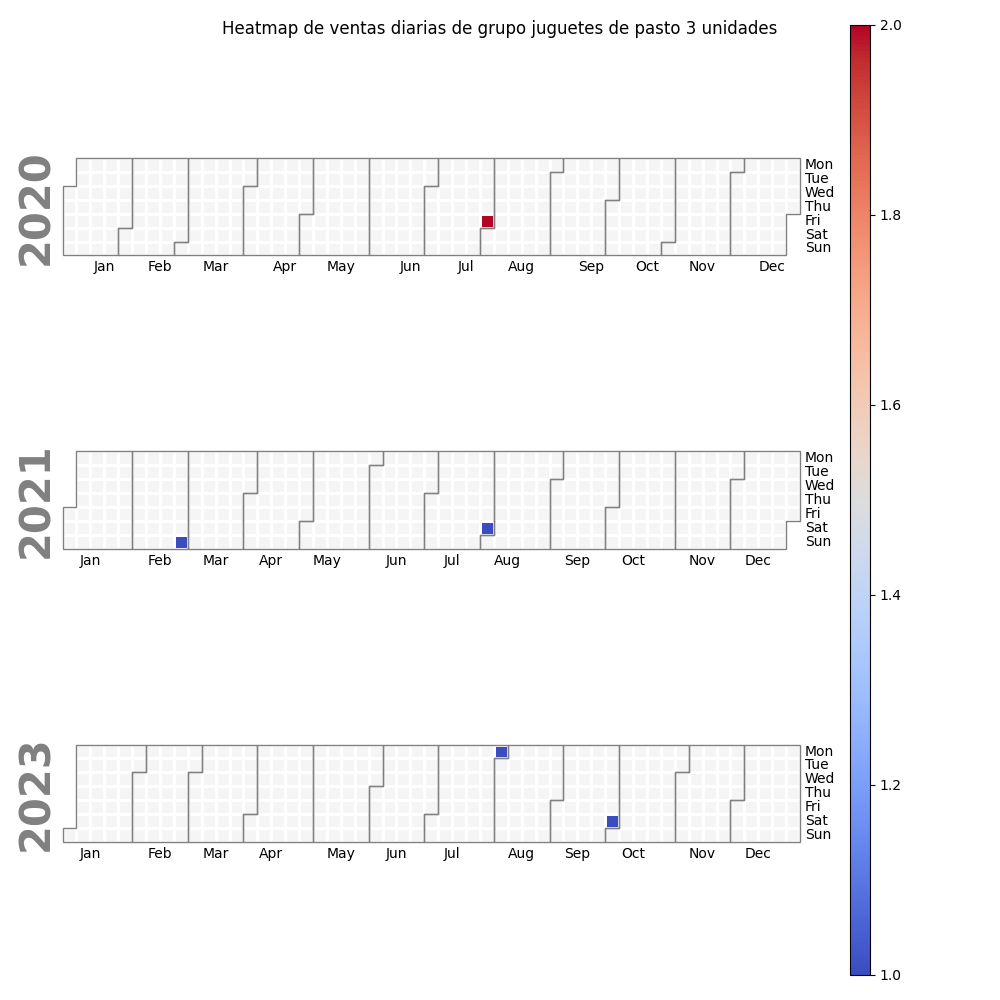 Heatmap de ventas diarias de grupo juguetes de pasto 3 unidades
2020
Mon
Tue
Wed
Thu
Fri
Sat
Sun
Jan Feb Mar Apr May Jun Jul Aug Sep Oct Nov Dec
2021
Mon
Tue
Wed
Thu
Fri
Sat
Sun
Jan Feb Mar Apr May Jun Jul Aug Sep Oct Nov Dec
2023
Mon
Tue
Wed
Thu
Fri
Sat
Sun
Jan Feb Mar Apr May Jun Jul Aug Sep Oct Nov Dec
2.0
1.8
1.6
1.4
1.2
1.0